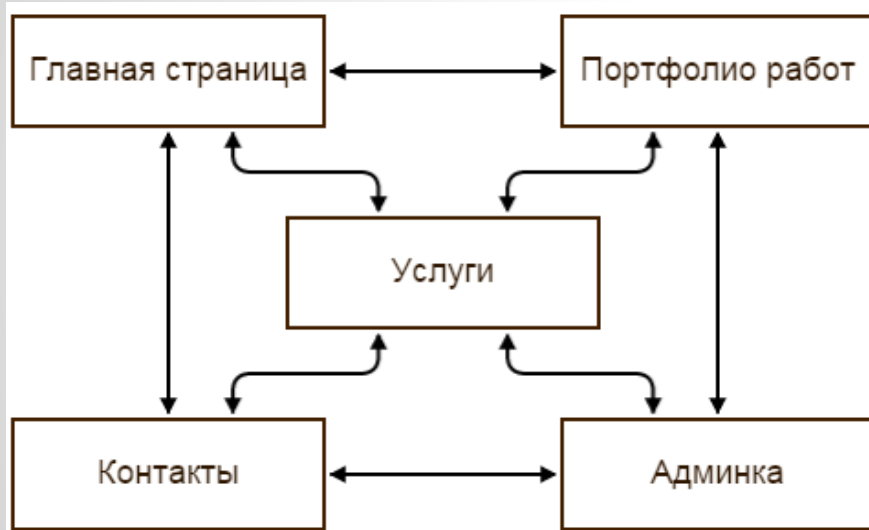 Главная страница
Портфолио работ
Услуги
Контакты
Админка